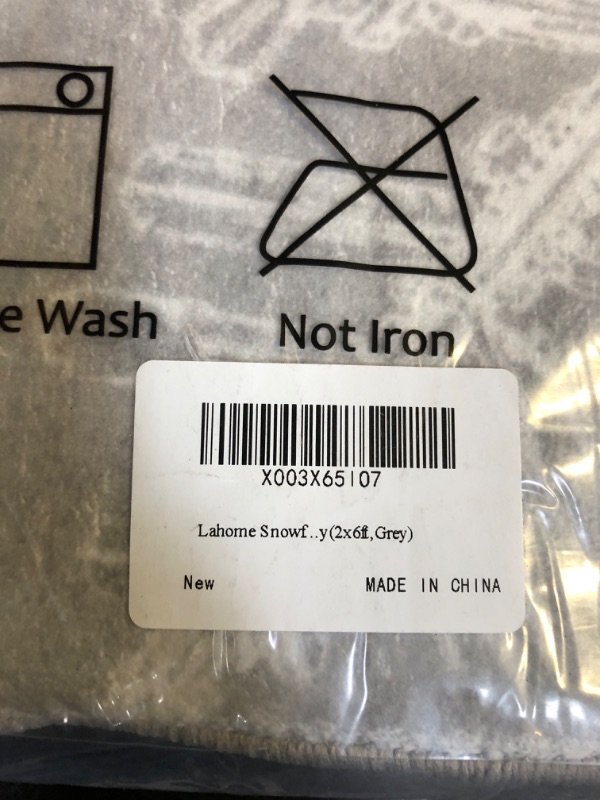 e Wash
Not Iron
X003X65I07
Lahome Snowf..y(2x6ft,Grey)
New MADE IN CHINA